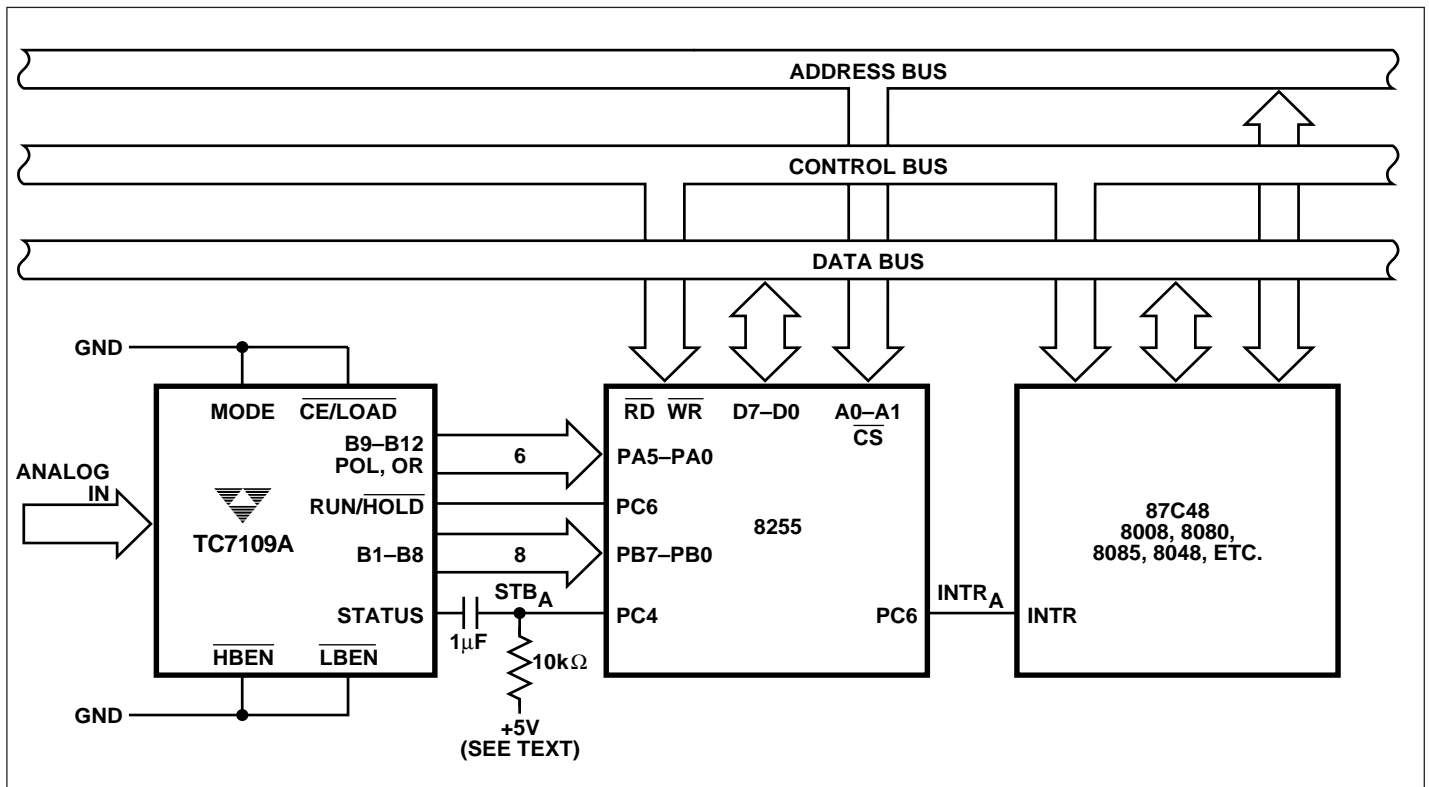 ADDRESS BUS
CONTROL BUS
DATA BUS
GND
MODE
CE/LOAD
B9–B12
POL, OR
6
RUN/HOLD
B1–B8
8
STATUS
ANALOG
IN
TC7109A
HBEN
LBEN
GND
1µF
STBA
10kΩ
+5V
(SEE TEXT)
RD WR
D7–D0
A0–A1
CS
PA5–PA0
PC6
8255
PB7–PB0
PC4
PC6
INTRA
INTR
87C48
8008, 8080,
8085, 8048, ETC.